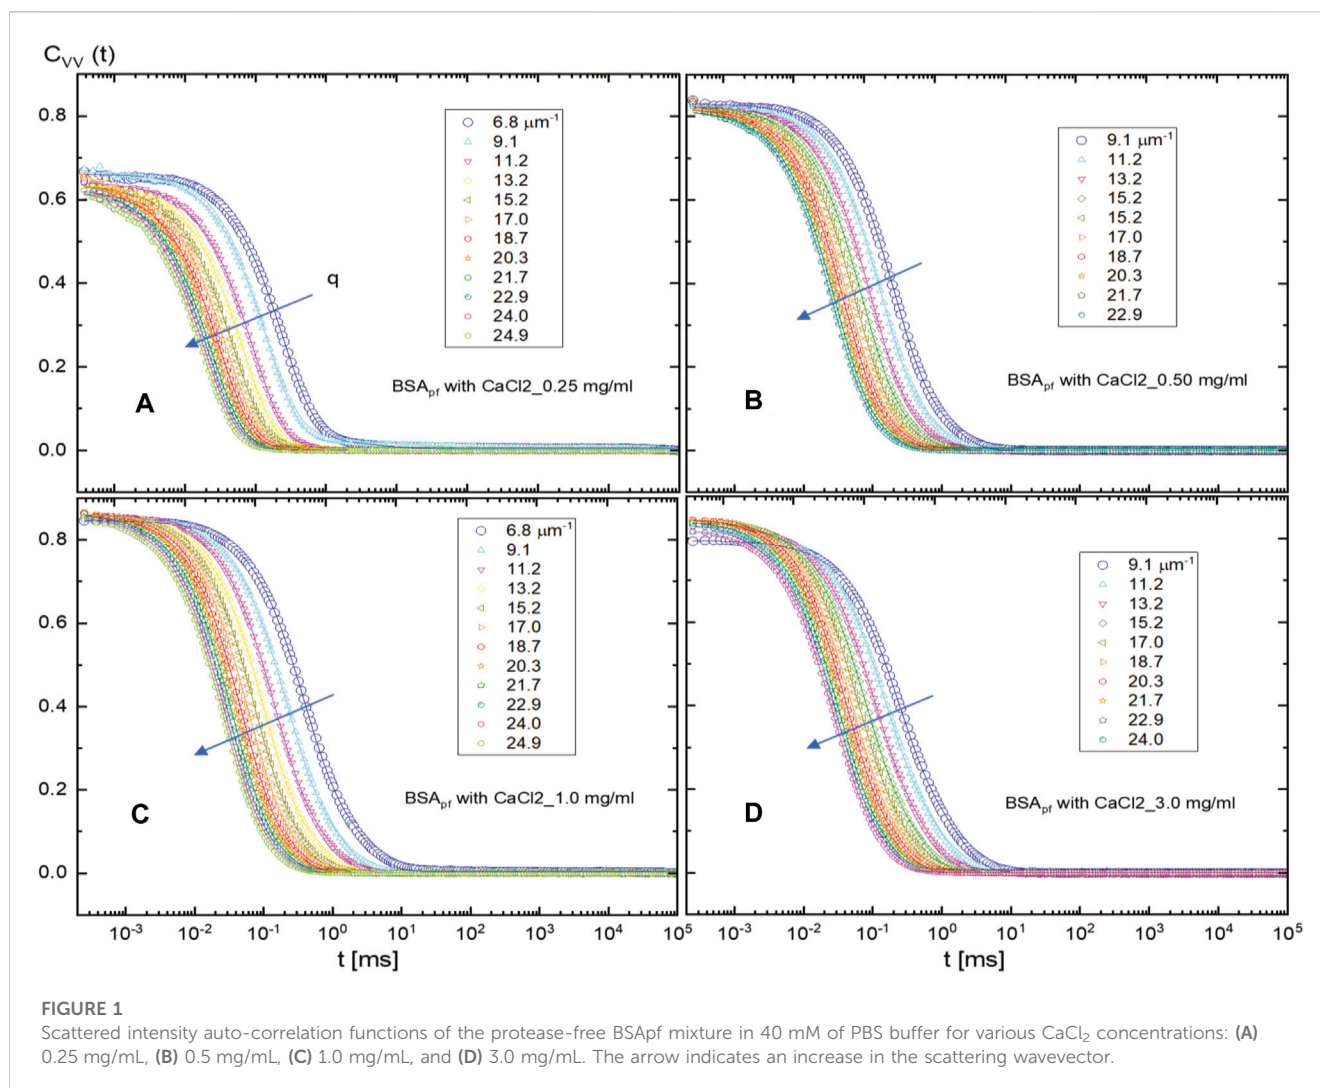 C_VV (t)
0.8
0.6
0.4
0.2
0.0
6.8 μm⁻¹
9.1
11.2
13.2
15.2
17.0
18.7
20.3
21.7
22.9
24.0
24.9
q
BSA_pf with CaCl2_0.25 mg/ml
A
9.1 μm⁻¹
11.2
13.2
15.2
15.2
17.0
18.7
20.3
21.7
22.9
BSA_pf with CaCl2_0.50 mg/ml
B
0.8
0.6
0.4
0.2
0.0
6.8 μm⁻¹
9.1
11.2
13.2
15.2
17.0
18.7
20.3
21.7
22.9
24.0
24.9
BSA_pf with CaCl2_1.0 mg/ml
C
9.1 μm⁻¹
11.2
13.2
15.2
17.0
18.7
20.3
21.7
22.9
24.0
BSA_pf with CaCl2_3.0 mg/ml
D
10⁻³ 10⁻² 10⁻¹ 10⁰ 10¹ 10² 10³ 10⁴ 10⁵
t [ms]
10⁻³ 10⁻² 10⁻¹ 10⁰ 10¹ 10² 10³ 10⁴ 10⁵
t [ms]
FIGURE 1
Scattered intensity auto-correlation functions of the protease-free BSApf mixture in 40 mM of PBS buffer for various CaCl₂ concentrations: (A)
0.25 mg/mL, (B) 0.5 mg/mL, (C) 1.0 mg/mL, and (D) 3.0 mg/mL. The arrow indicates an increase in the scattering wavevector.